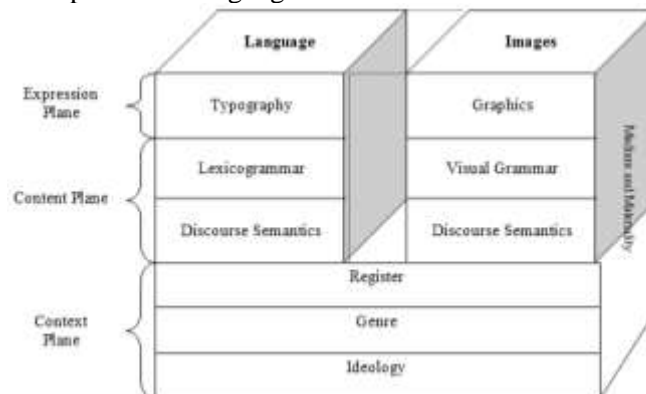 Language
Images
Expression
Plane
Typography
Graphics
Lexicogrammar
Visual Grammar
Content Plane
Discourse Semantics
Discourse Semantics
Medium and Materiality
Register
Context
Plane
Genre
Ideology